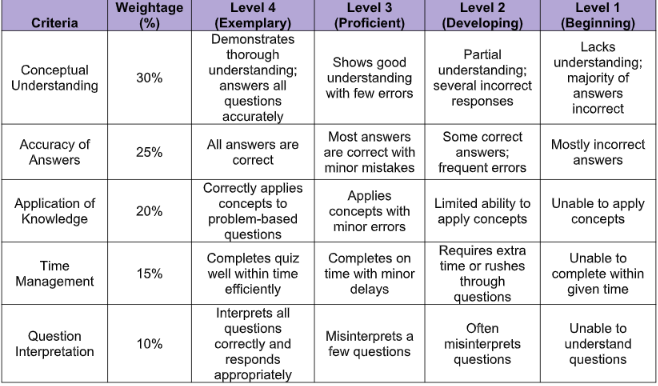 Criteria
Weightage
(%)
Level 4
(Exemplary)
Level 3
(Proficient)
Level 2
(Developing)
Level 1
(Beginning)
Conceptual
Understanding
30%
Demonstrates
thorough
understanding;
answers all
questions
accurately
Shows good
understanding
with few errors
Partial
understanding;
several incorrect
responses
Lacks
understanding;
majority of
answers
incorrect
Accuracy of
Answers
25%
All answers are
correct
Most answers
are correct with
minor mistakes
Some correct
answers;
frequent errors
Mostly incorrect
answers
Application of
Knowledge
20%
Correctly applies
concepts to
problem-based
questions
Applies
concepts with
minor errors
Limited ability to
apply concepts
Unable to apply
concepts
Time
Management
15%
Completes quiz
well within time
efficiently
Completes on
time with minor
delays
Requires extra
time or rushes
through
questions
Unable to
complete within
given time
Question
Interpretation
10%
Interprets all
questions
correctly and
responds
appropriately
Misinterprets a
few questions
Often
misinterprets
questions
Unable to
understand
questions